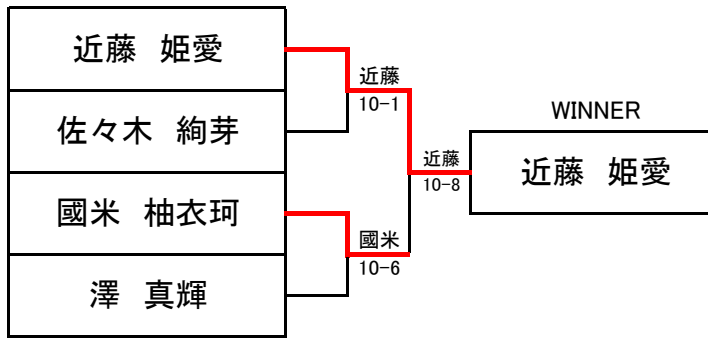 近藤　姫愛
佐々木　絢芽
國米　柚衣珂
澤　真輝
近藤
10-1
國米
10-6
近藤
10-8
WINNER
近藤　姫愛